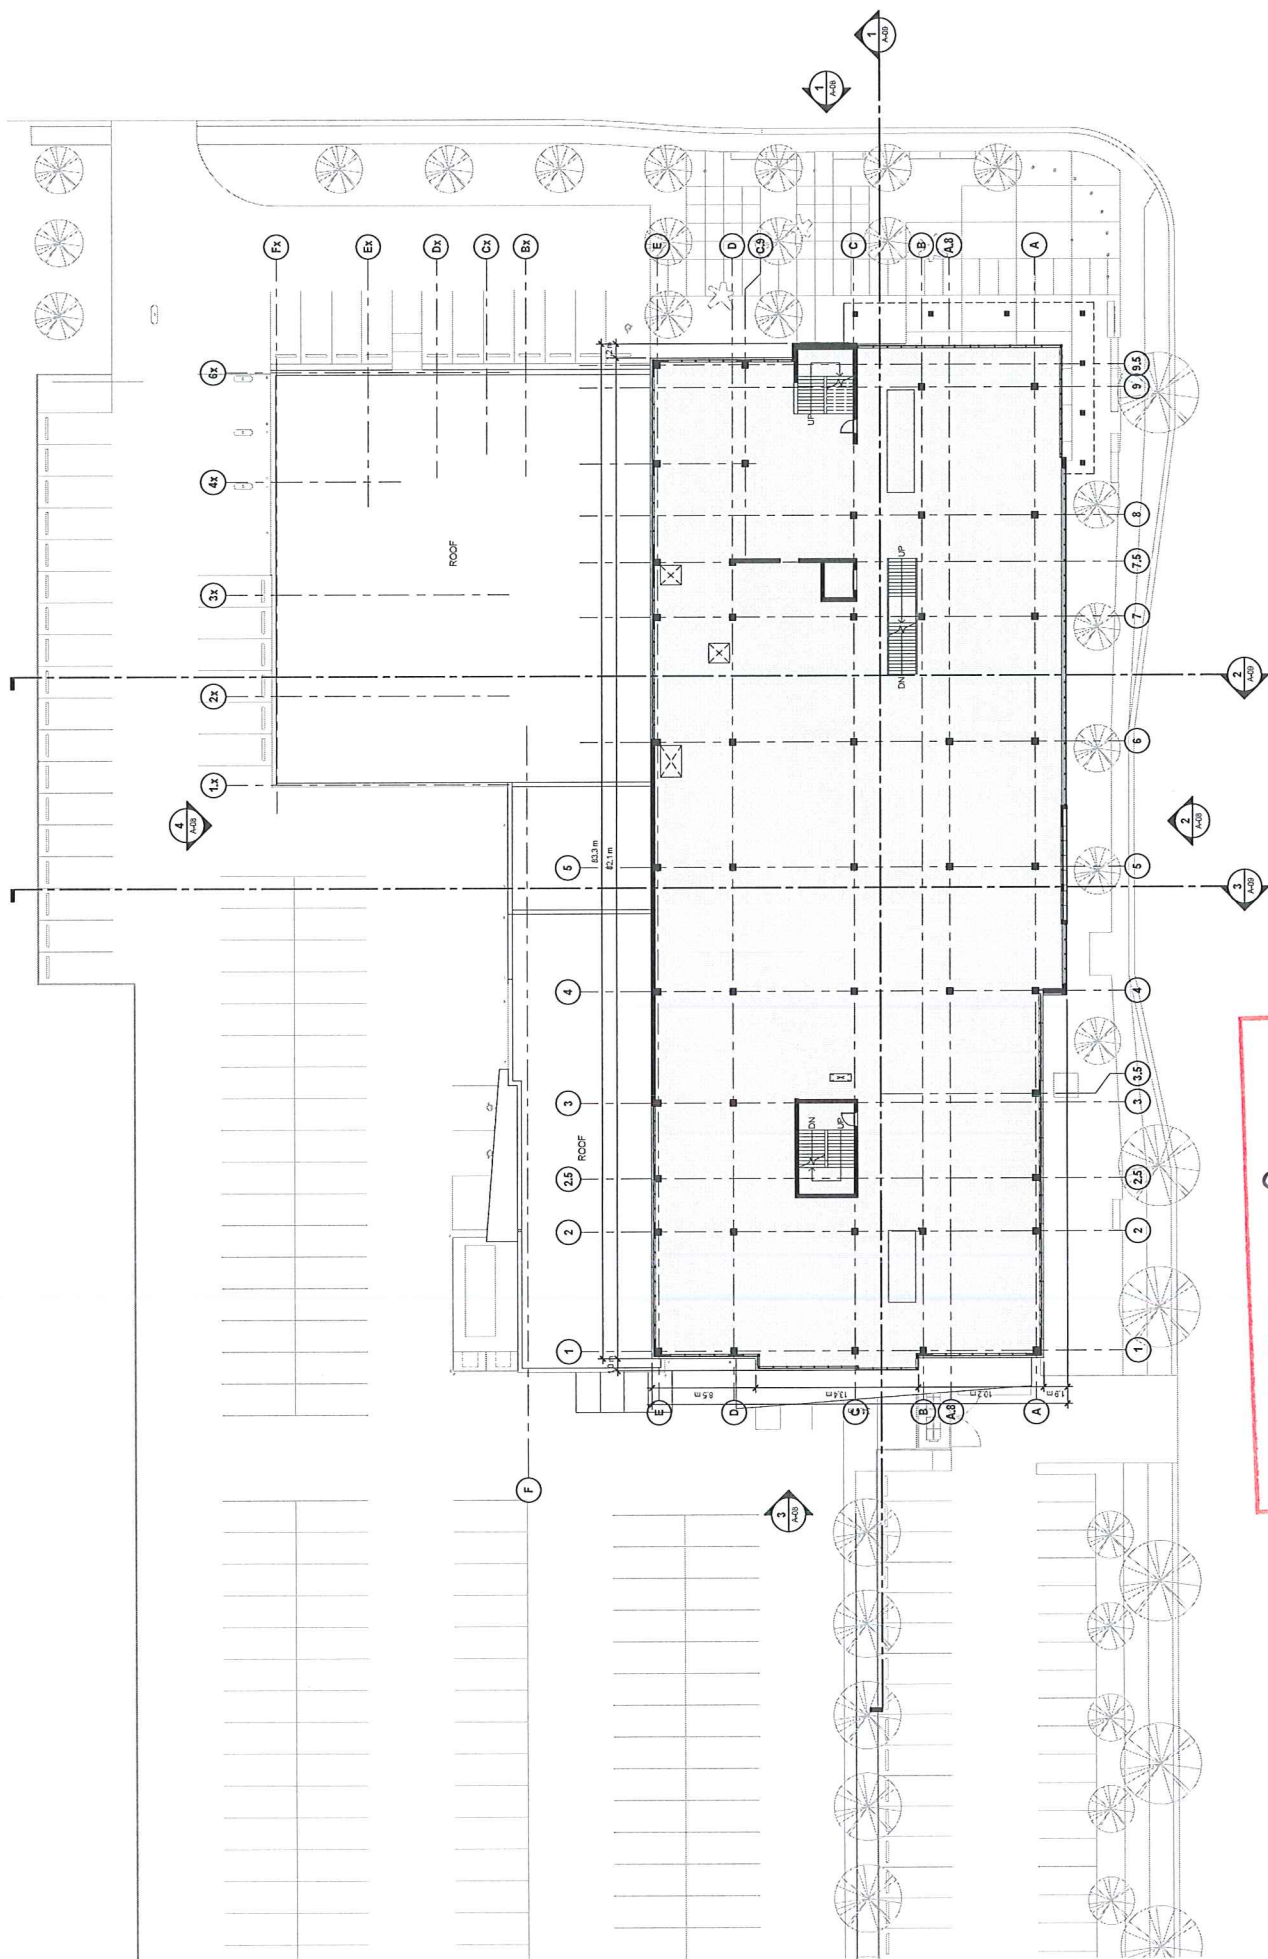 1
A-09
1
A-08
Fx
Ex
Dx
Cx
Bx
E
D
C.9
C
B
A.8
A
6x
4x
3x
2x
1.x
ROOF
UP
9.5
9
8
7.5
7
6
5
4
3.5
3
2.5
2
1
UP
DN
2
A-09
2
A-08
3
A-09
4
A-08
83,3 m
82,1 m
5
4
3
2.5
2
1
ROOF
DN
UP
8.5 m
13,4 m
10,2 m
1,9 m
E
D
C
B
A.8
A
F
3
A-08